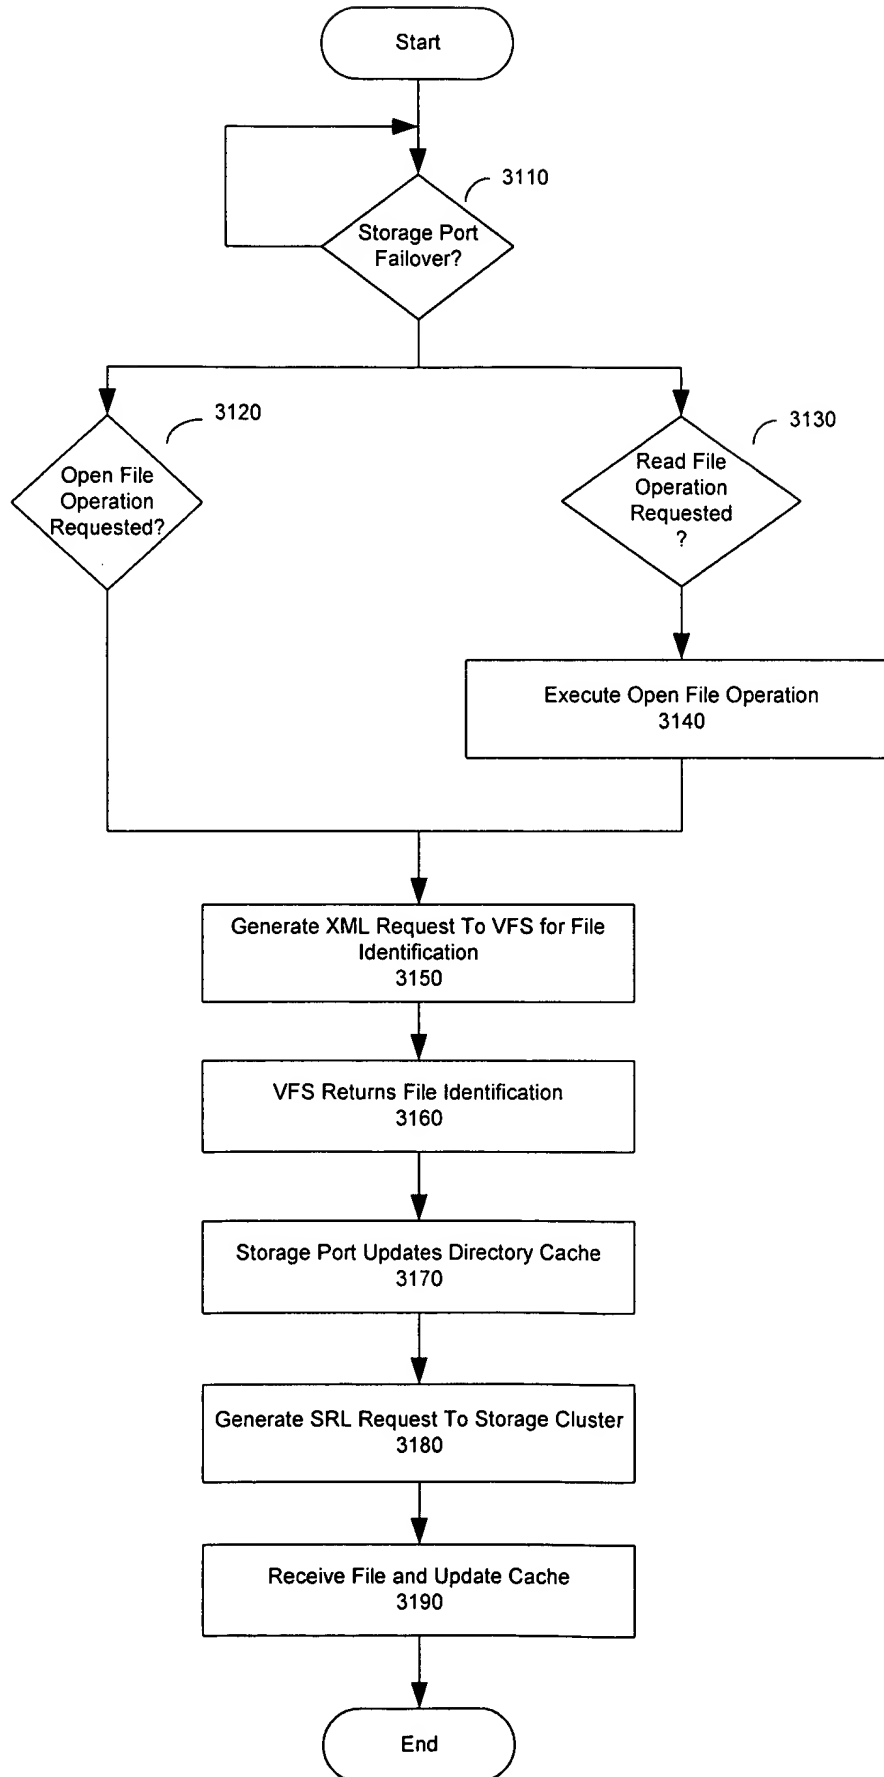 Start
3110
Storage Port
Failover?
3120
Open File
Operation
Requested?
3130
Read File
Operation
Requested
?
Execute Open File Operation
3140
Generate XML Request To VFS for File
Identification
3150
VFS Returns File Identification
3160
Storage Port Updates Directory Cache
3170
Generate SRL Request To Storage Cluster
3180
Receive File and Update Cache
3190
End